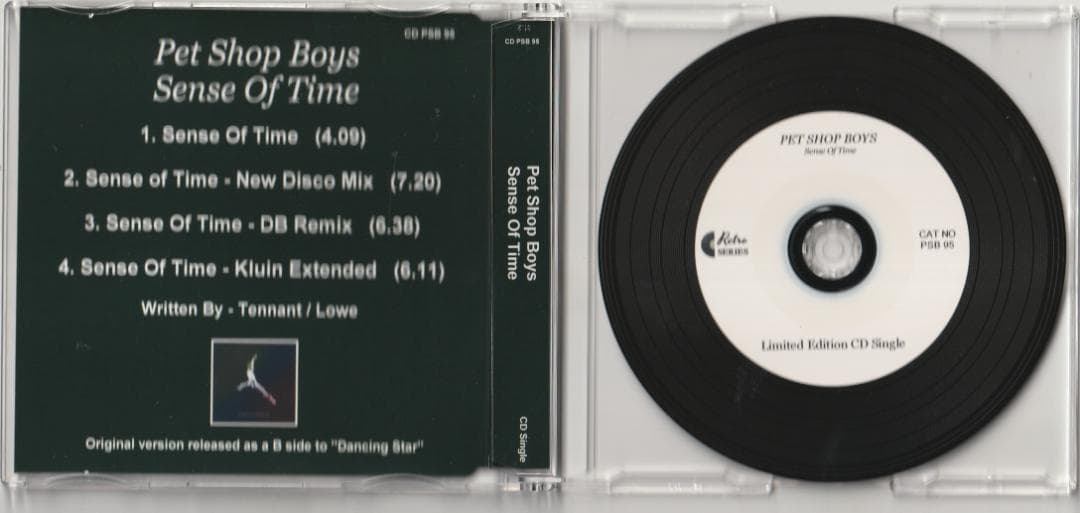 CD PSB 95
Pet Shop Boys
Sense Of Time
1. Sense Of Time (4.09)
2. Sense of Time - New Disco Mix (7.20)
3. Sense Of Time - DB Remix (6.38)
4. Sense Of Time - Kluin Extended (6.11)
Written By - Tennant / Lowe
Original version released as a B side to "Dancing Star"
CD PSB 95
Pet Shop Boys
Sense Of Time
CD Single
PET SHOP BOYS
Sense Of Time
Retro
SERIES
CAT NO
PSB 95
Limited Edition CD Single